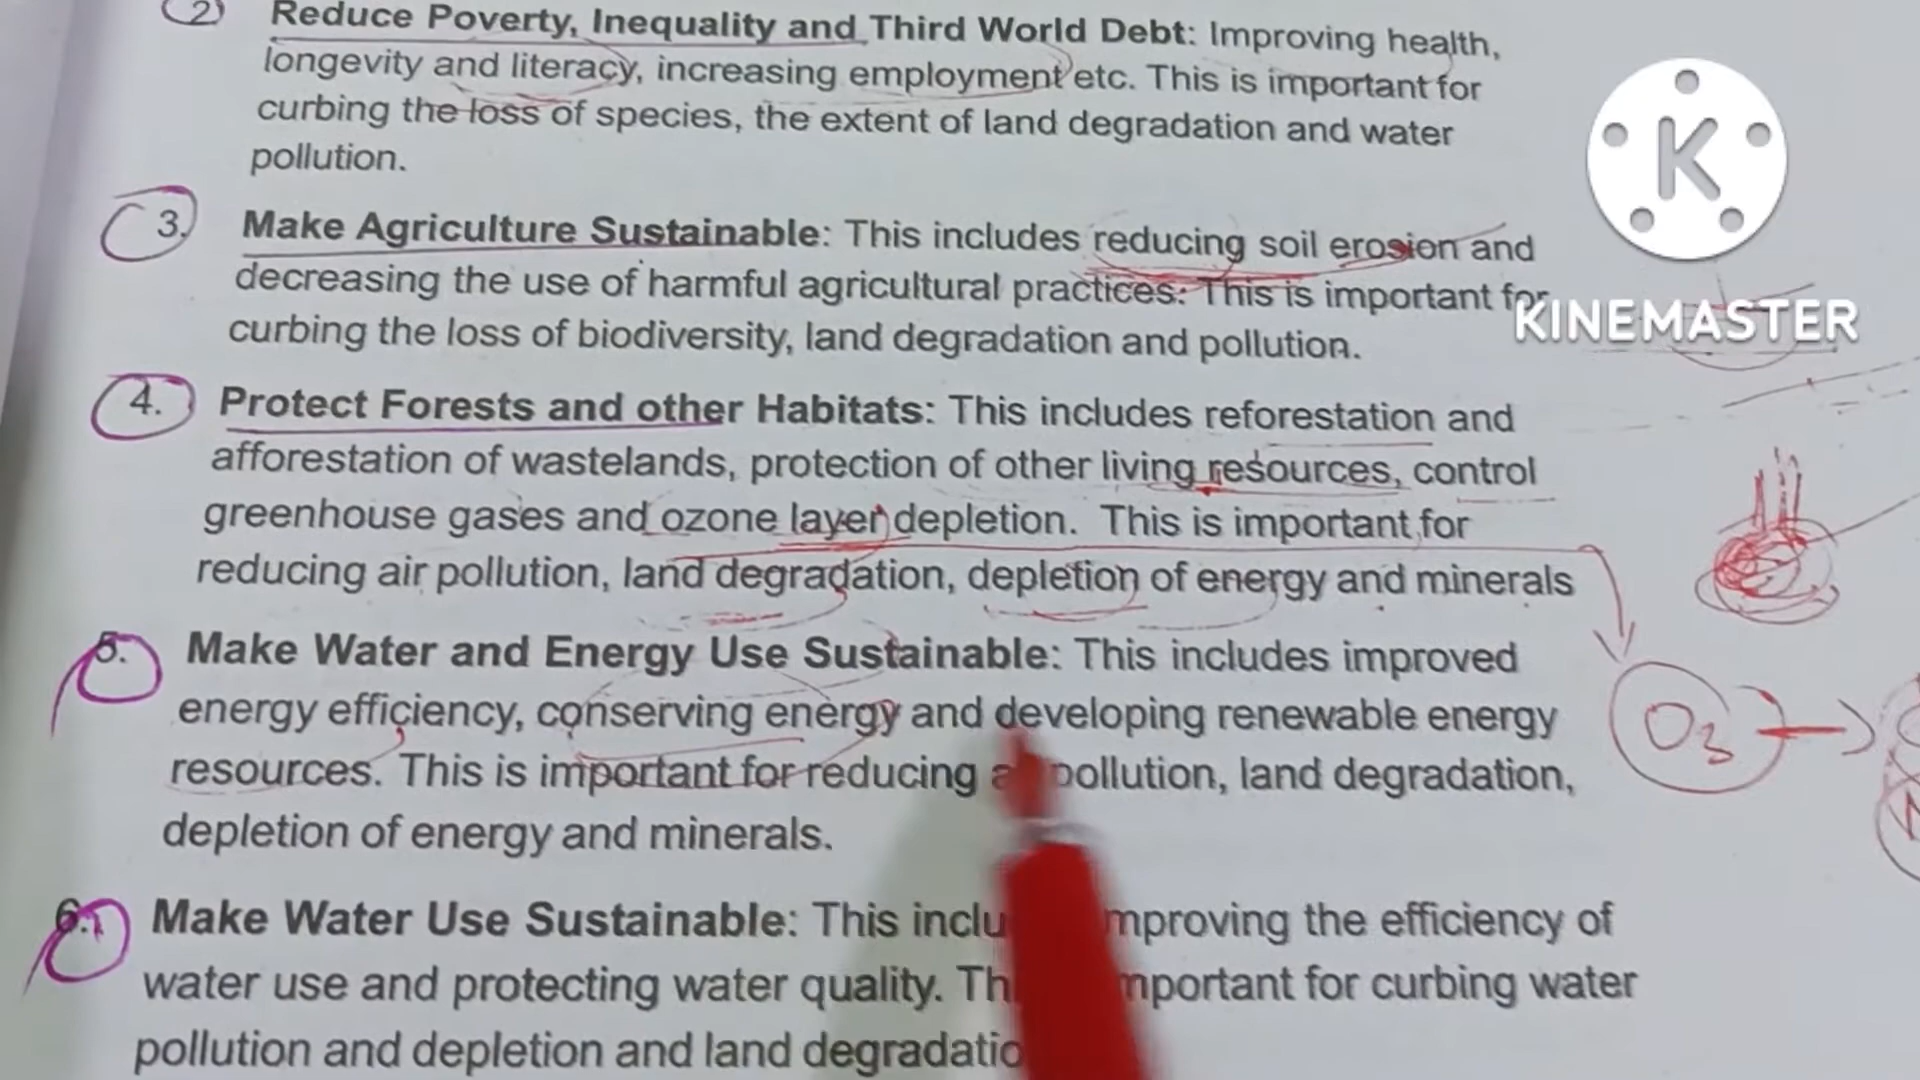 2) Reduce Poverty, Inequality and Third World Debt: Improving health,
longevity and literacy, increasing employment etc. This is important for
curbing the loss of species, the extent of land degradation and water
pollution.
3. Make Agriculture Sustainable: This includes reducing soil erosion and
decreasing the use of harmful agricultural practices. This is important for
curbing the loss of biodiversity, land degradation and pollution.
4. Protect Forests and other Habitats: This includes reforestation and
afforestation of wastelands, protection of other living resources, control
greenhouse gases and ozone layer depletion. This is important for
reducing air pollution, land degradation, depletion of energy and minerals
5. Make Water and Energy Use Sustainable: This includes improved
energy efficiency, conserving energy and developing renewable energy
resources. This is important for reducing pollution, land degradation,
depletion of energy and minerals.
6. Make Water Use Sustainable: This improving the efficiency of
water use and protecting water quality. important for curbing water
pollution and depletion and land
K
KINEMASTER
O3